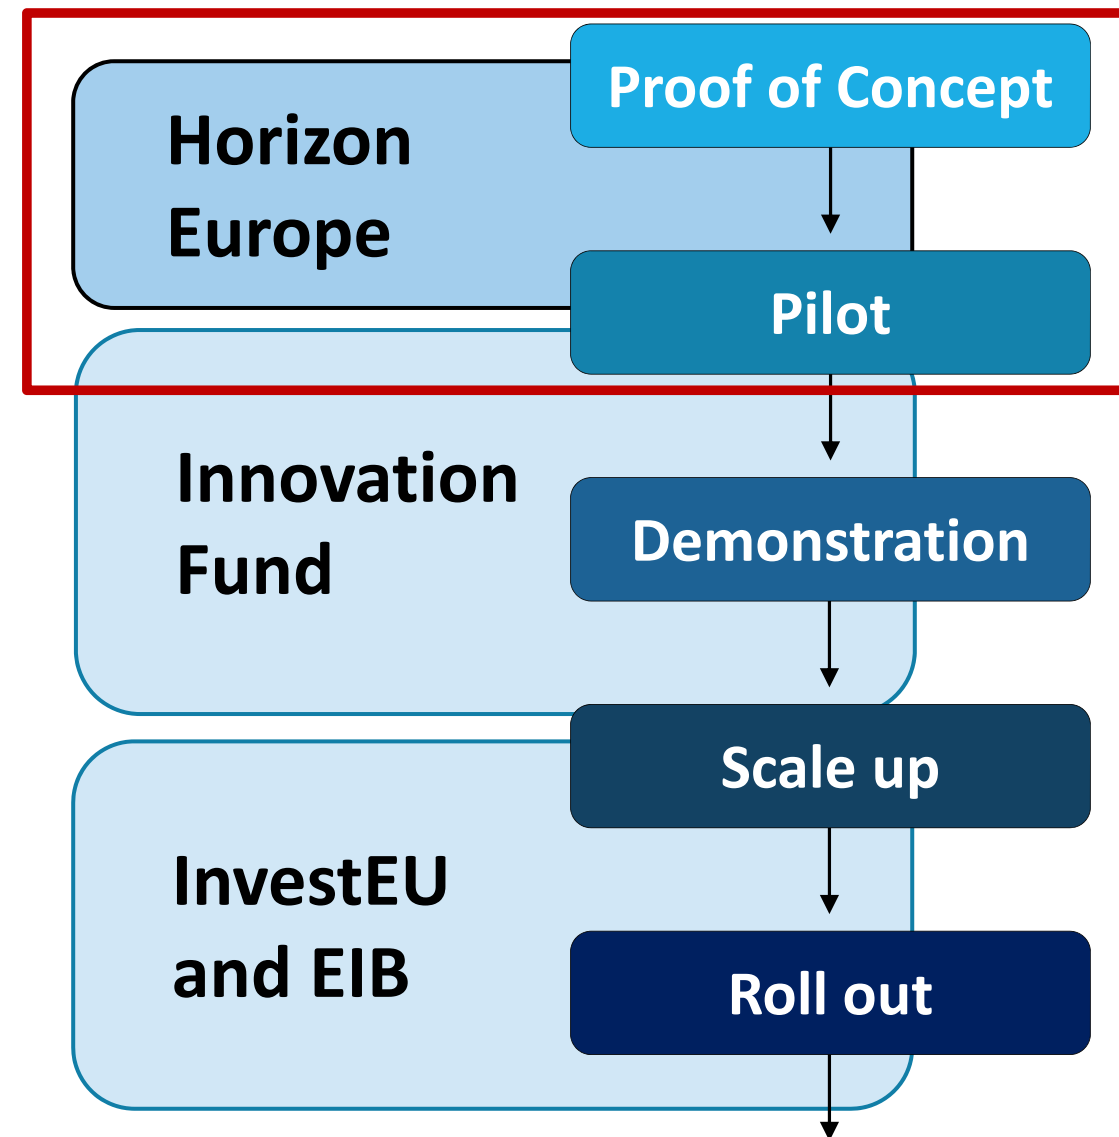 Proof of Concept
Horizon
Europe
Pilot
Innovation
Fund
Demonstration
Scale up
InvestEU
and EIB
Roll out